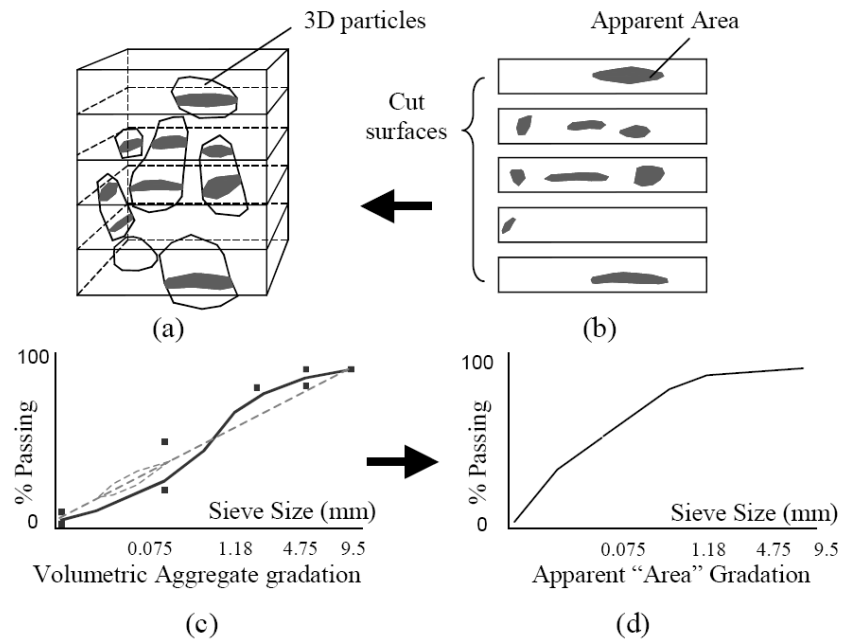 3D particles
(a)
Apparent Area
Cut
surfaces
(b)
100
% Passing
0
Sieve Size (mm)
0.075 1.18 4.75 9.5
Volumetric Aggregate gradation
(c)
100
% Passing
0
Sieve Size (mm)
0.075 1.18 4.75 9.5
Apparent “Area” Gradation
(d)